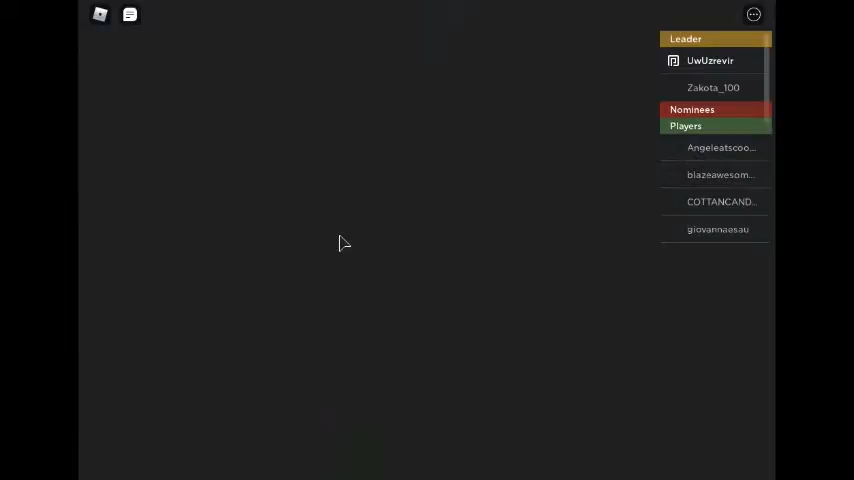 Leader
UwUzrevir
Zakota_100
Nominees
Players
Angeleatscoo...
blazeawesom...
COTTANCAND...
giovannaesau